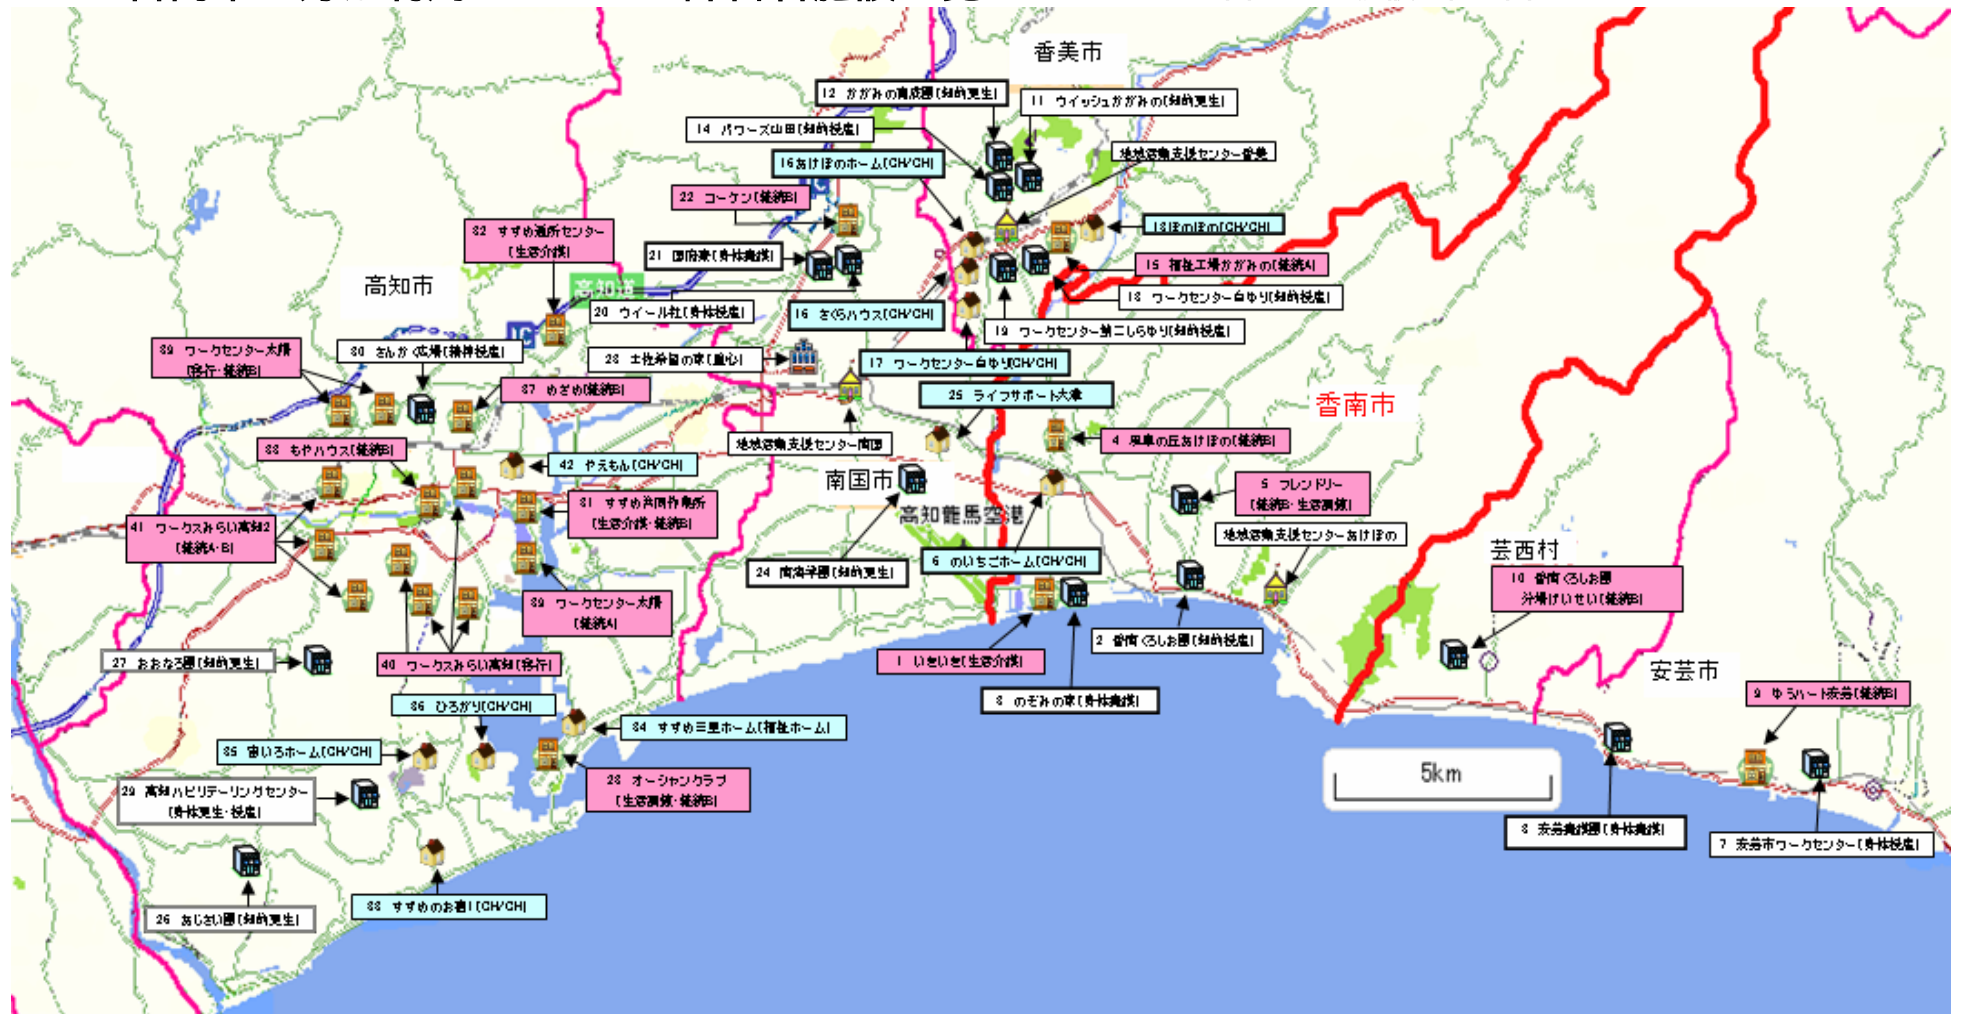 香美市
12 かがみの育成園(知的更生)
11 ウイッシュかがみの(知的更生)
14 パワーズ山田(知的授産)
地域活動支援センター香美
16 あけぼのホーム(GH/CH)
22 コーケン(継続B)
IC
32 すずめ通所センター
(生活介護)
18 ほのぼの(GH/CH)
21 国府寮(身体療護)
15 福祉工場かがみの(継続A)
高知市
高知道
18 ワークセンター白ゆり(知的授産)
20 ウイール社(身体授産)
16 さくらハウス(GH/CH)
19 ワークセンター第二しらゆり(知的授産)
IC
39 ワークセンター太陽
(移行・継続B)
30 さんかく広場(精神授産)
28 土佐希望の家(重心)
17 ワークセンター白ゆり(GH/CH)
37 めざめ(継続B)
25 ライフサポート大津
香南市
地域活動支援センター南国
4 風車の丘あけぼの(継続B)
38 もやハウス(継続B)
42 やえもん(GH/CH)
南国市
5 フレンドリー
(継続B・生活訓練)
31 すずめ共同作業所
(生活介護・継続B)
高知龍馬空港
41 ワークスみらい高知2
(継続A・B)
地域活動支援センターあけぼの
芸西村
6 のいちごホーム(GH/CH)
24 南海学園(知的更生)
10 香南くろしお園
分場げいせい(継続B)
39 ワークセンター太陽
(継続A)
2 香南くろしお園(知的授産)
27 おおなろ園(知的更生)
40 ワークスみらい高知(移行)
1 いきいき(生活介護)
安芸市
9 ゆうハート安芸(継続B)
3 のぞみの家(身体療護)
36 ひろがり(GH/CH)
34 すずめ三里ホーム(福祉ホーム)
35 宙いろホーム(GH/CH)
5km
23 オーシャンクラブ
(生活訓練・継続B)
29 高知ハビリテーリングセンター
(身体更生・授産)
8 安芸療護園(身体療護)
7 安芸市ワークセンター(身体授産)
33 すずめのお宿1(GH/CH)
26 あじさい園(知的更生)